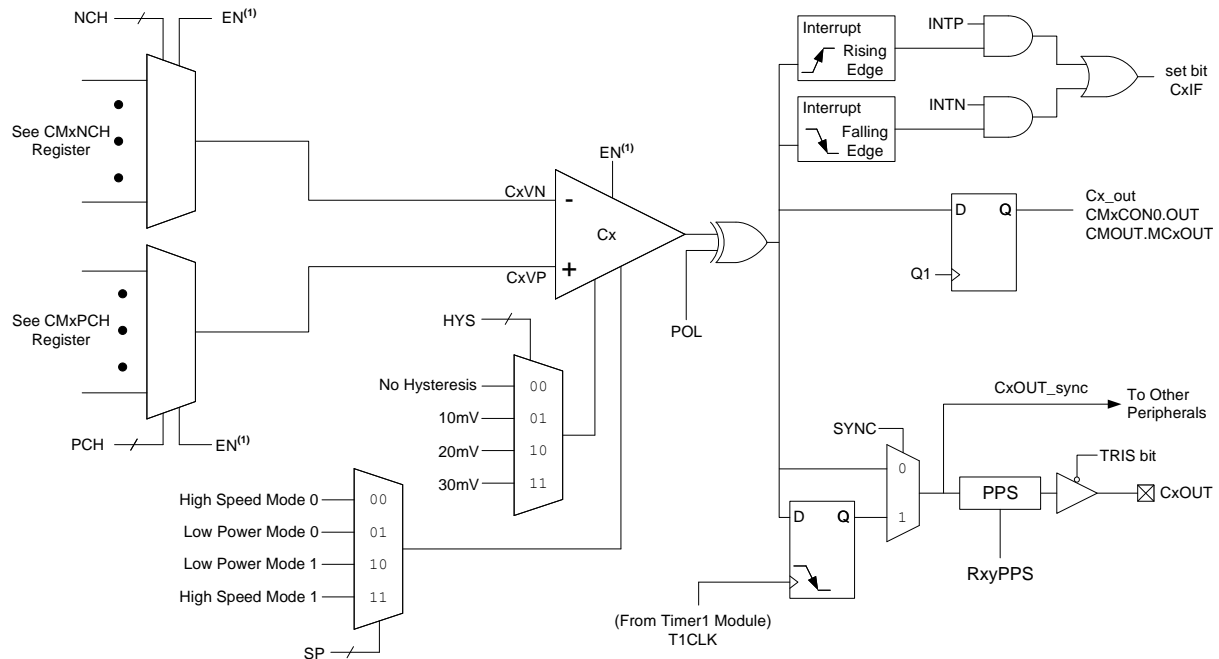 NCH
EN(1)
See CMxNCH
Register
See CMxPCH
Register
PCH
EN(1)
CxVN
CxVP
EN(1)
-
Cx
+
POL
HYS
No Hysteresis
00
10mV
01
20mV
10
30mV
11
High Speed Mode 0
00
Low Power Mode 0
01
Low Power Mode 1
10
High Speed Mode 1
11
SP
Interrupt
Rising
Edge
INTP
Interrupt
Falling
Edge
INTN
set bit
CxIF
D
Q
Q1
Cx_out
CMxCON0.OUT
CMOUT.MCxOUT
CxOUT_sync
To Other
Peripherals
SYNC
0
1
D
Q
(From Timer1 Module)
T1CLK
PPS
RxyPPS
TRIS bit
CxOUT